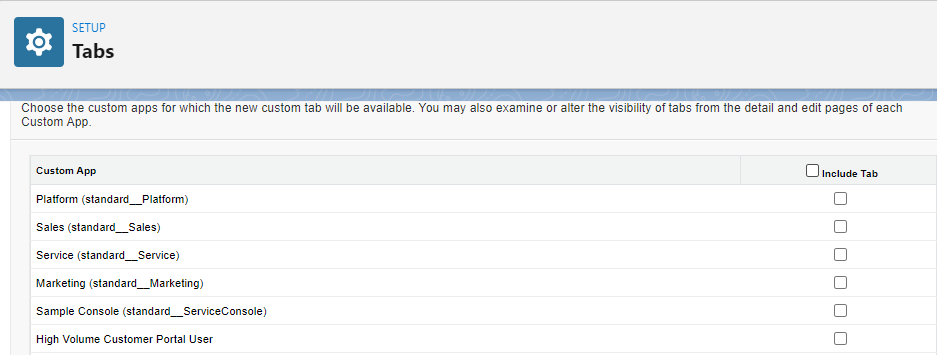 SETUP
Tabs
Choose the custom apps for which the new custom tab will be available. You may also examine or alter the visibility of tabs from the detail and edit pages of each
Custom App.
Custom App Include Tab
Platform (standard__Platform)
Sales (standard__Sales)
Service (standard__Service)
Marketing (standard__Marketing)
Sample Console (standard__ServiceConsole)
High Volume Customer Portal User